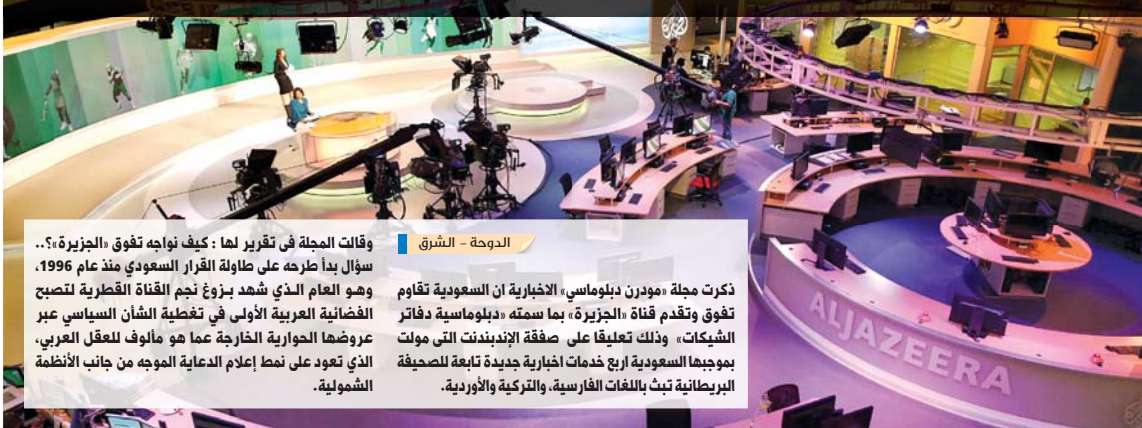 الدوحة - الشرق
ذكرت مجلة «مودرن دبلوماسي» الاخبارية ان السعودية تقاوم
تفوق وتقدم قناة «الجزيرة» بما سمته «دبلوماسية دفاتر
الشيكات» وذلك تعليقا على صفقة الإندبندنت التى مولت
بموجبها السعودية اربع خدمات اخبارية جديدة تابعة للصحيفة
البريطانية تبث باللغات الفارسية، والتركية والأوردية.
وقالت المجلة فى تقرير لها : كيف نواجه تفوق «الجزيرة»؟..
سؤال بدأ طرحه على طاولة القرار السعودي منذ عام 1996،
وهـو العام الـذي شهد بـزوغ نجم القناة القطرية لتصبح
الفضائية العربية الأولـى في تغطية الشأن السياسي عبر
عروضها الحوارية الخارجة عما هو مألوف للعقل العربي،
الذي تعود على نمط إعلام الدعاية الموجه من جانب الأنظمة
الشمولية.
ALJAZEERA